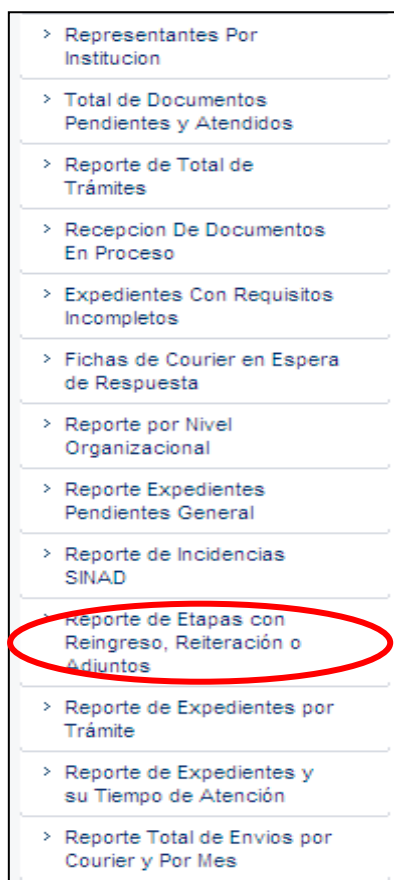 > Representantes Por
Institucion
> Total de Documentos
Pendientes y Atendidos
> Reporte de Total de
Trámites
> Recepcion De Documentos
En Proceso
> Expedientes Con Requisitos
Incompletos
> Fichas de Courier en Espera
de Respuesta
> Reporte por Nivel
Organizacional
> Reporte Expedientes
Pendientes General
> Reporte de Incidencias
SINAD
> Reporte de Etapas con
Reingreso, Reiteración o
Adjuntos
> Reporte de Expedientes por
Trámite
> Reporte de Expedientes y
su Tiempo de Atención
> Reporte Total de Envios por
Courier y Por Mes